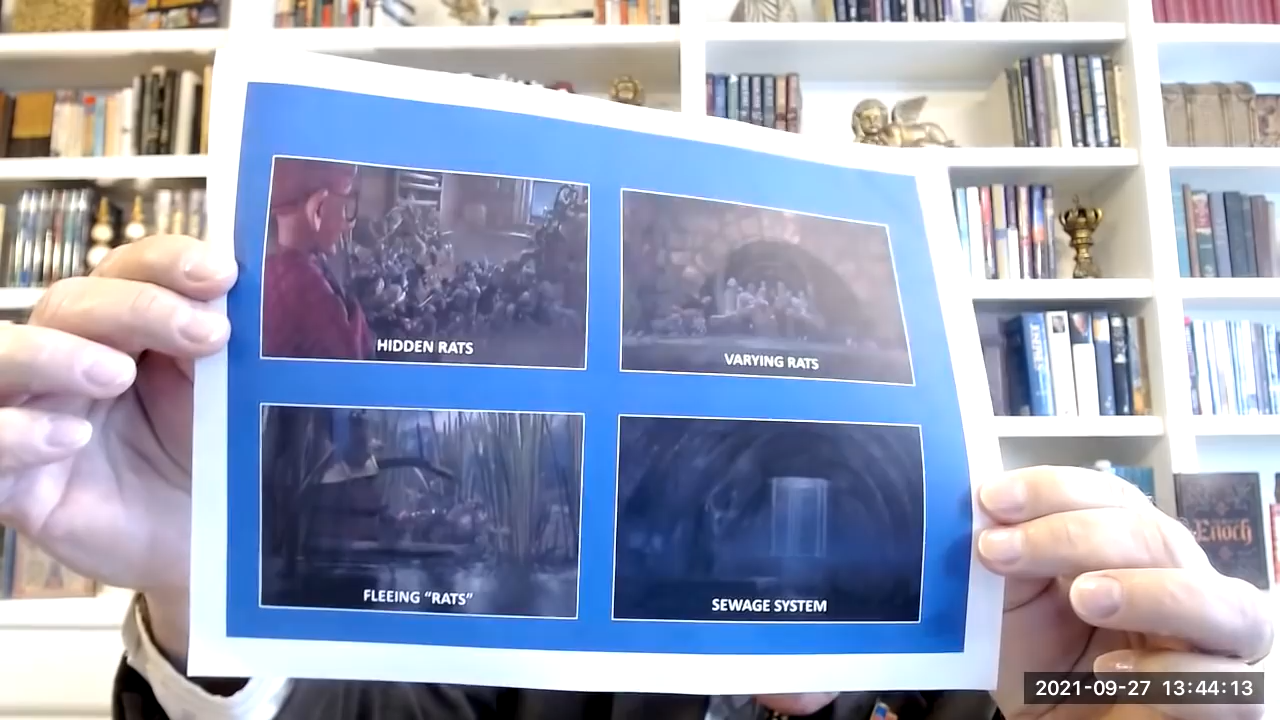 HIDDEN RATS
VARYING RATS
FLEEING “RATS”
SEWAGE SYSTEM
Enoch
2021-09-27 13:44:13